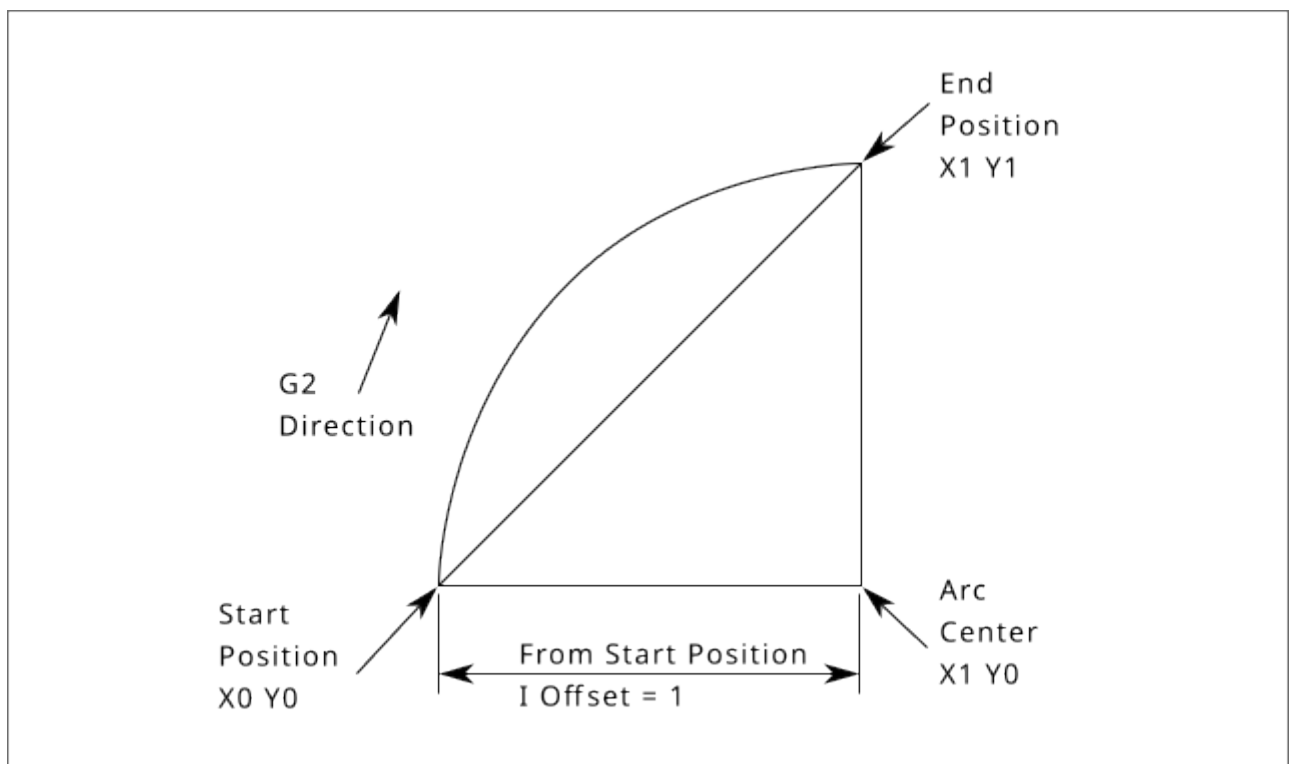 End
Position
X1 Y1
G2
Direction
Start
Position
X0 Y0
From Start Position
I Offset = 1
Arc
Center
X1 Y0